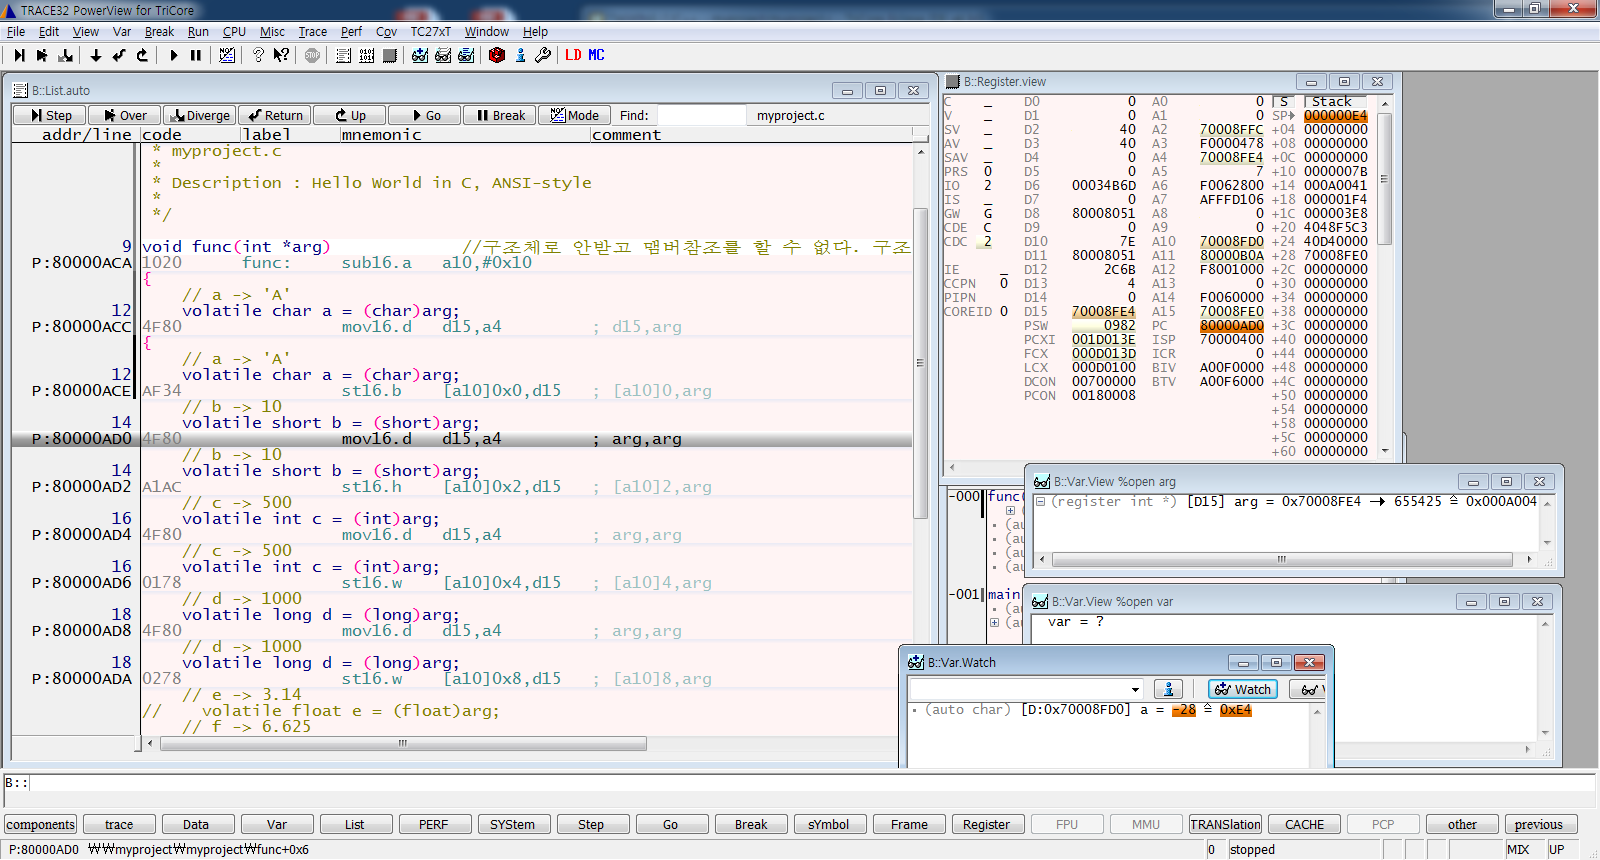 TRACE32 PowerView for TriCore
File Edit View Var Break Run CPU Misc Trace Perf Cov TC27xT Window Help
LD MC
B::List.auto
Step Over Diverge Return Up Go Break Mode Find: myproject.c
addr/line code label mnemonic comment
* myproject.c
*
* Description : Hello World in C, ANSI-style
*
*/
9 void func(int *arg) //구조체로 안받고 맴버참조를 할 수 없다. 구조
P:80000ACA 1020 func: sub16.a a10,#0x10
{
// a -> 'A'
12 volatile char a = (char)arg;
P:80000ACC 4F80 mov16.d d15,a4 ; d15,arg
{
// a -> 'A'
12 volatile char a = (char)arg;
P:80000ACE AF34 st16.b [a10]0x0,d15 ; [a10]0,arg
// b -> 10
14 volatile short b = (short)arg;
P:80000AD0 4F80 mov16.d d15,a4 ; arg,arg
// b -> 10
14 volatile short b = (short)arg;
P:80000AD2 A1AC st16.h [a10]0x2,d15 ; [a10]2,arg
// c -> 500
16 volatile int c = (int)arg;
P:80000AD4 4F80 mov16.d d15,a4 ; arg,arg
// c -> 500
16 volatile int c = (int)arg;
P:80000AD6 0178 st16.w [a10]0x4,d15 ; [a10]4,arg
// d -> 1000
18 volatile long d = (long)arg;
P:80000AD8 4F80 mov16.d d15,a4 ; arg,arg
// d -> 1000
18 volatile long d = (long)arg;
P:80000ADA 0278 st16.w [a10]0x8,d15 ; [a10]8,arg
// e -> 3.14
// volatile float e = (float)arg;
// f -> 6.625
B::Register.view
C _ D0 0 A0 0 S Stack
V _ D1 0 A1 0 SP 000000E4
SV _ D2 40 A2 70008FFC +04 00000000
AV _ D3 40 A3 F0000478 +08 00000000
SAV _ D4 0 A4 70008FE4 +0C 00000000
PRS 0 D5 0 A5 7 +10 0000007B
IO 2 D6 00034B6D A6 F0062800 +14 000A0041
IS _ D7 0 A7 AFFFD106 +18 000001F4
GW G D8 80008051 A8 0 +1C 000003E8
CDE C D9 0 A9 0 +20 4048F5C3
CDC 2 D10 7E A10 70008FD0 +24 40D40000
D11 80008051 A11 80000B0A +28 70008FE0
IE _ D12 2C6B A12 F8001000 +2C 00000000
CCPN 0 D13 4 A13 0 +30 00000000
PIPN D14 0 A14 F0060000 +34 00000000
COREID 0 D15 70008FE4 A15 70008FE0 +38 00000000
PSW 0982 PC 80000AD0 +3C 00000000
PCXI 001D013E ISP 70000400 +40 00000000
FCX 000D013D ICR 0 +44 00000000
LCX 000D0100 BIV A00F0000 +48 00000000
DCON 00700000 BTV A00F6000 +4C 00000000
PCON 00180008 +50 00000000
+54 00000000
+58 00000000
+5C 00000000
+60 00000000
-000 func(
(
(au
(au
(au
(au
-001 main
(au
(au
B::Var.View %open arg
(register int *) [D15] arg = 0x70008FE4 → 655425 ≙ 0x000A004
B::Var.View %open var
var = ?
B::Var.Watch
Watch V
(auto char) [D:0x70008FD0] a = -28 ≙ 0xE4
B::
components trace Data Var List PERF SYStem Step Go Break sYmbol Frame Register FPU MMU TRANSlation CACHE PCP other previous
P:80000AD0 ₩₩myproject₩myproject₩func+0x6 0 stopped MIX UP